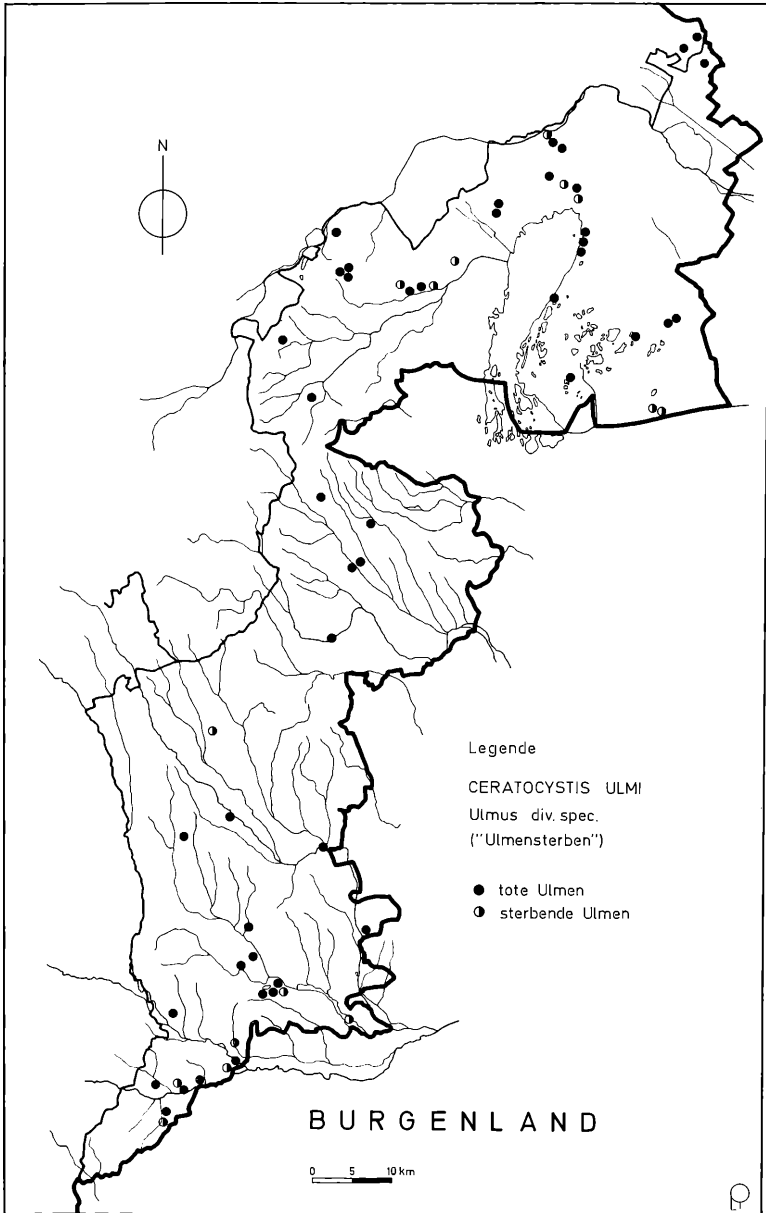 N
Legende
CERATOCYSTIS ULMI
Ulmus div. spec.
("Ulmensterben")
tote Ulmen
sterbende Ulmen
BURGENLAND
0 5 10 km